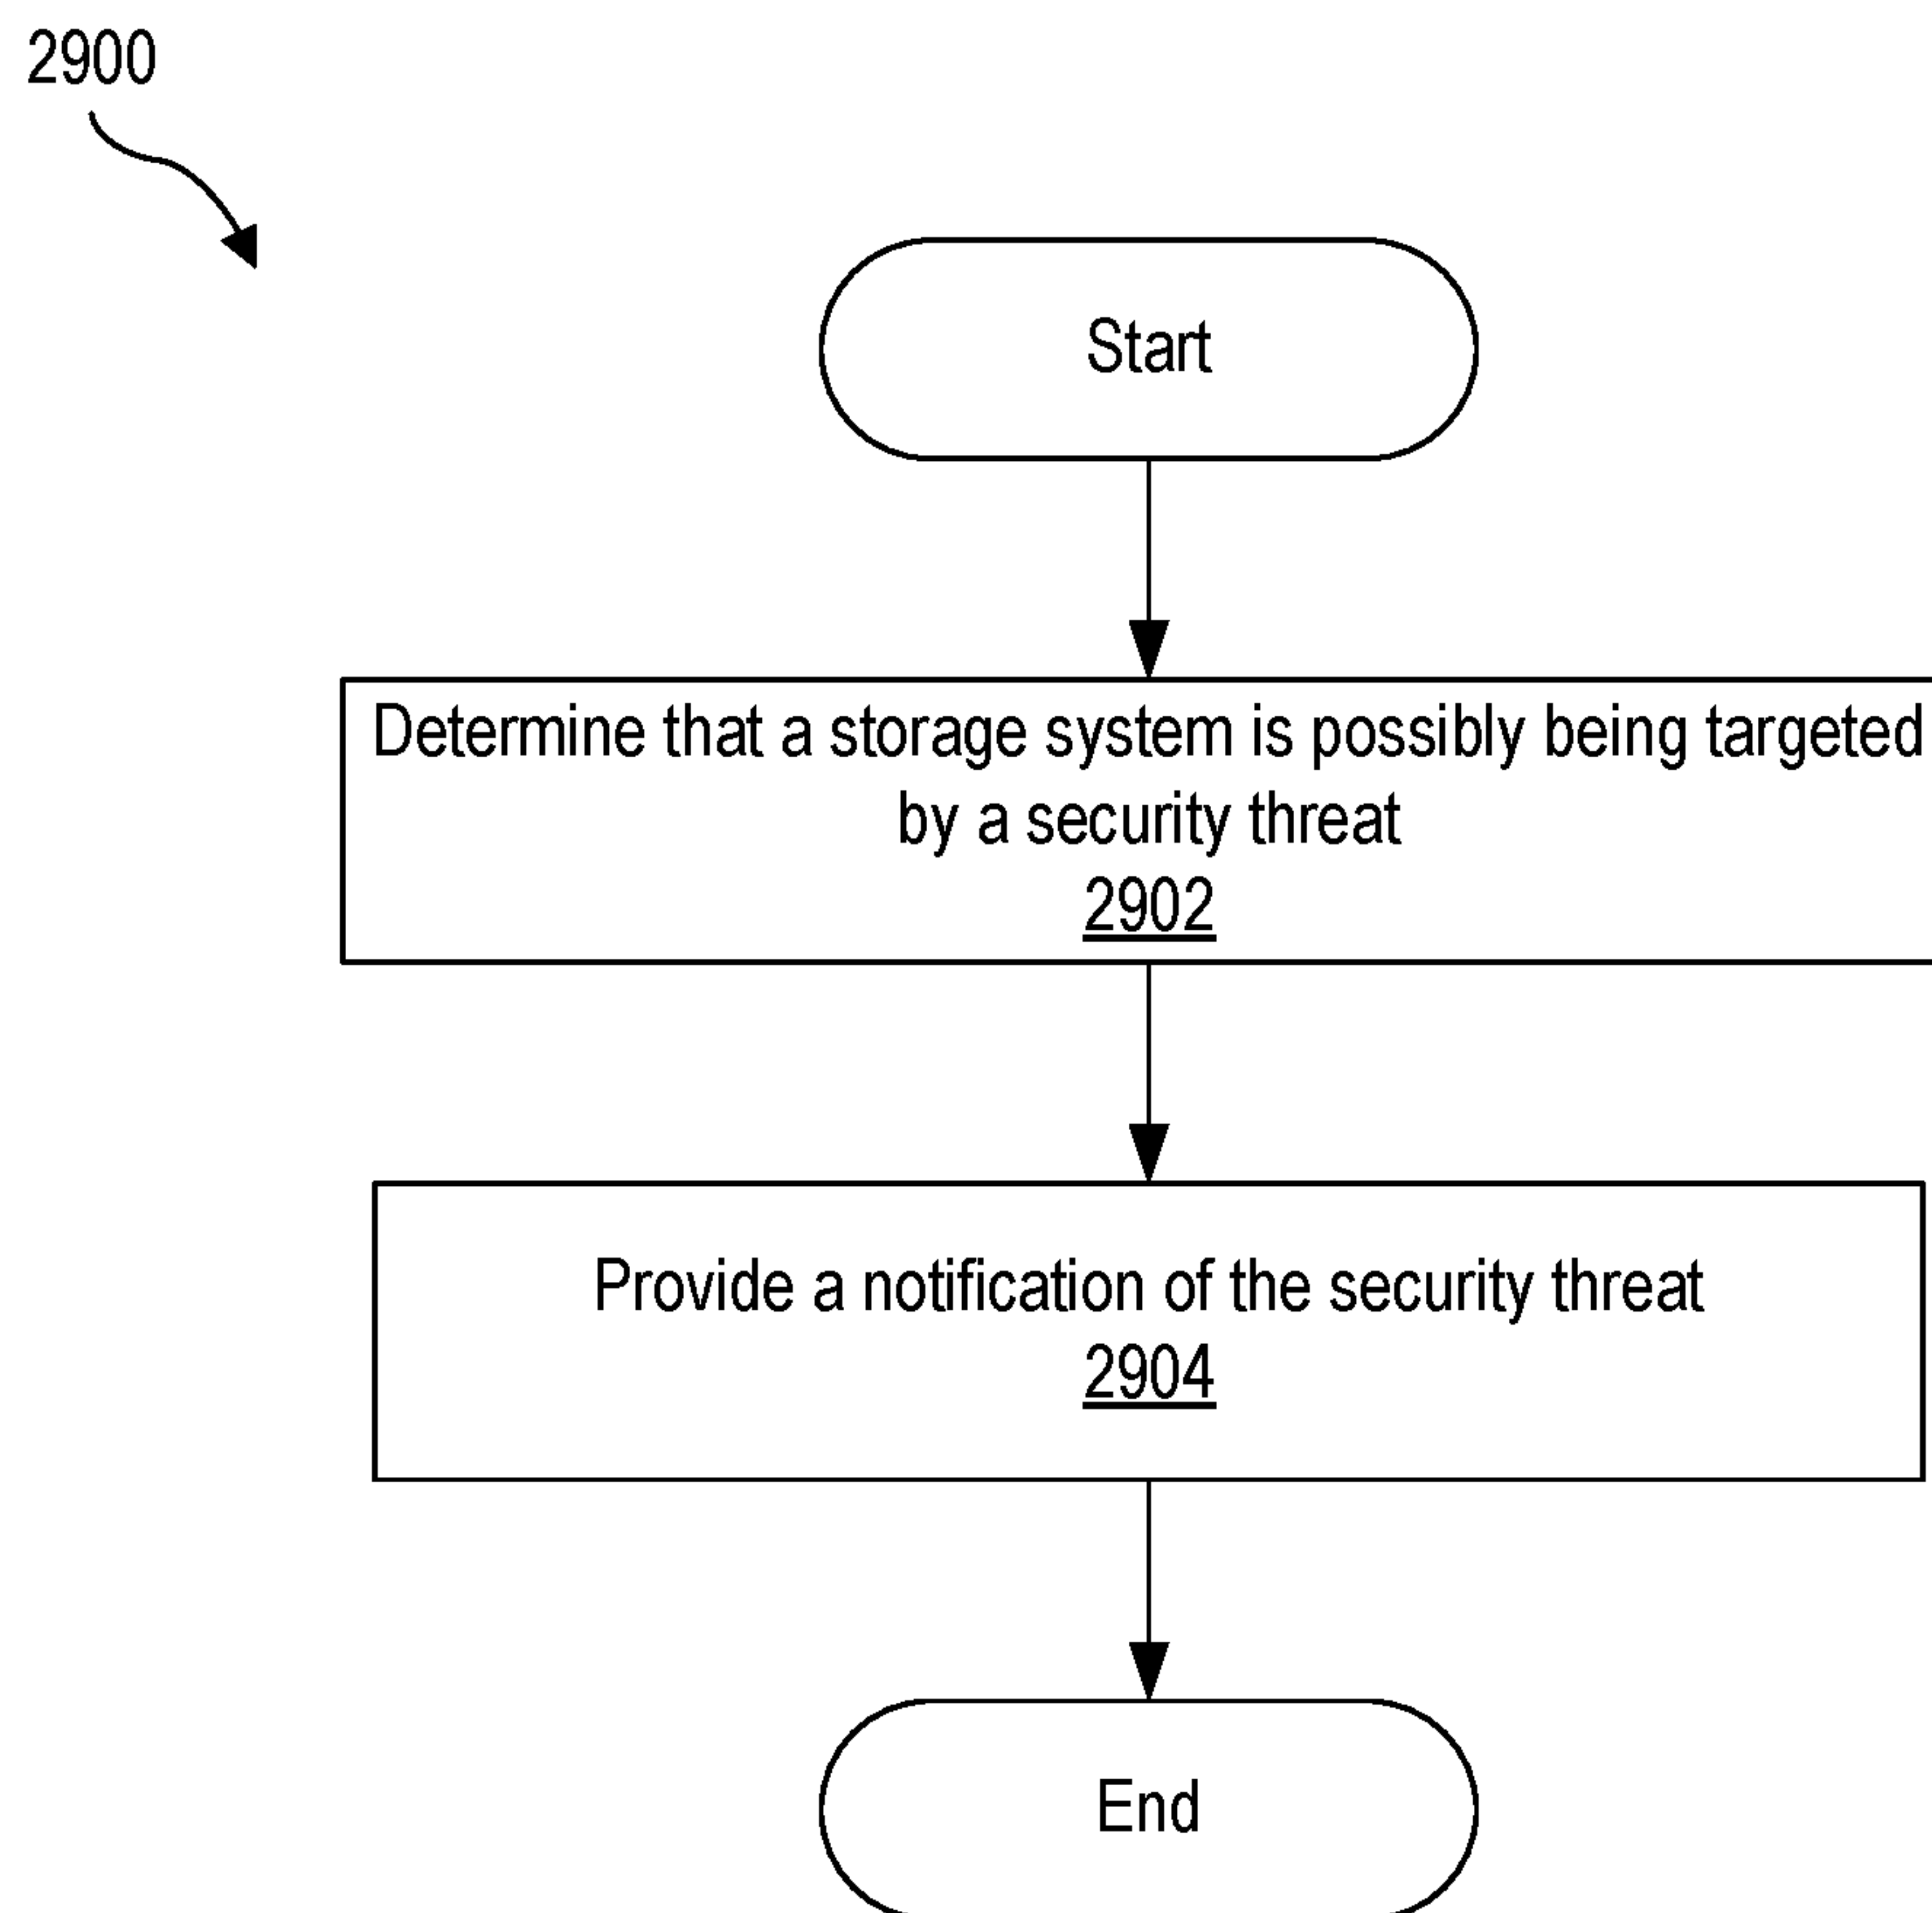 2900
Start
Determine that a storage system is possibly being targeted
by a security threat
2902
Provide a notification of the security threat
2904
End